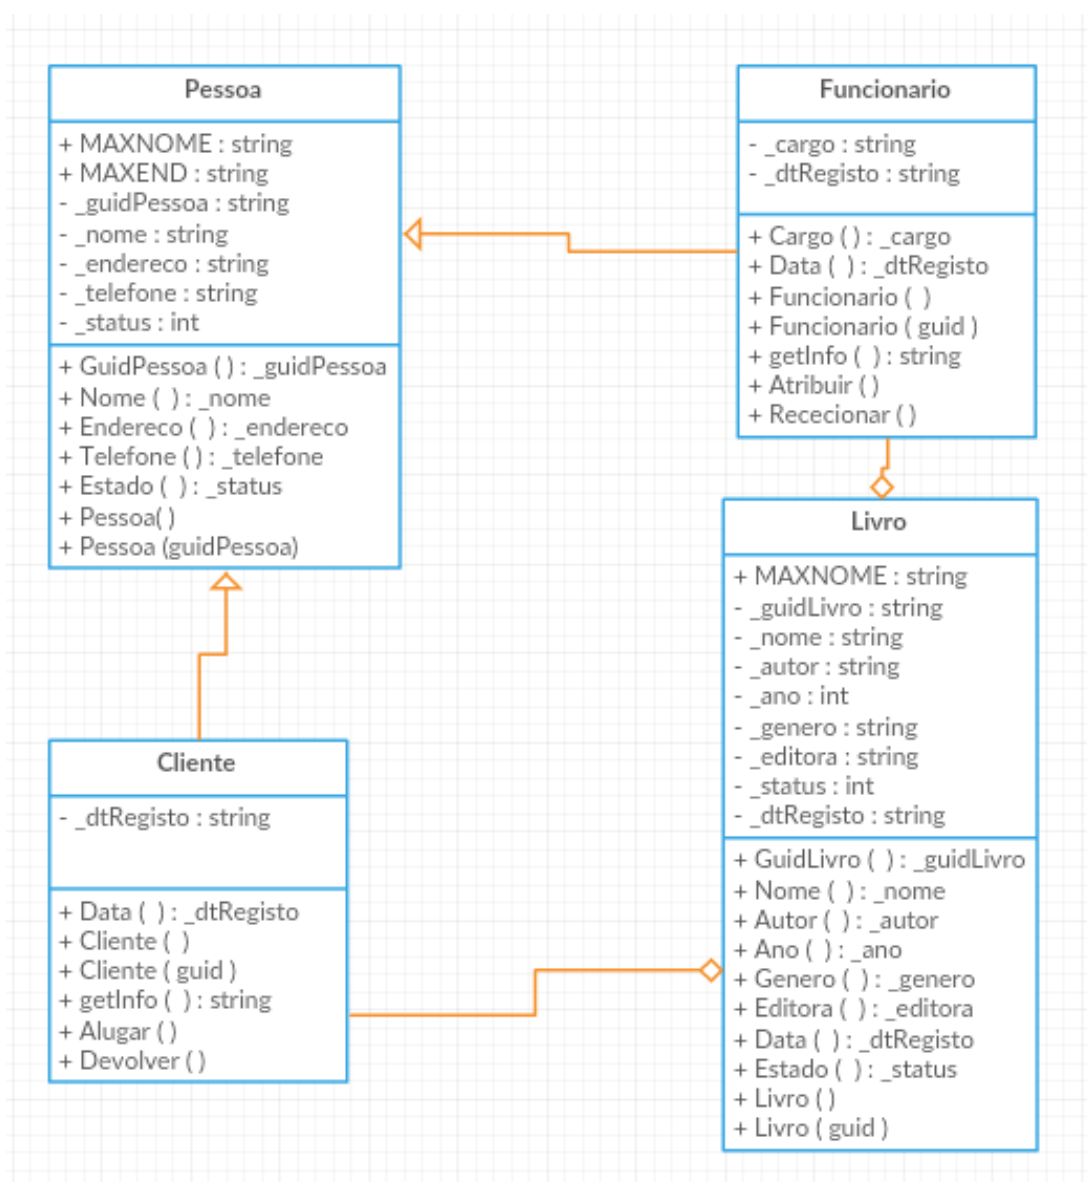 Pessoa
+ MAXNOME : string
+ MAXEND : string
- _guidPessoa : string
- _nome : string
- _endereco : string
- _telefone : string
- _status : int
+ GuidPessoa ( ) : _guidPessoa
+ Nome ( ) : _nome
+ Endereco ( ) : _endereco
+ Telefone ( ) : _telefone
+ Estado ( ) : _status
+ Pessoa( )
+ Pessoa (guidPessoa)
Funcionario
- _cargo : string
- _dtRegisto : string
+ Cargo ( ) : _cargo
+ Data ( ) : _dtRegisto
+ Funcionario ( )
+ Funcionario ( guid )
+ getInfo ( ) : string
+ Atribuir ( )
+ Rececionar ( )
Cliente
- _dtRegisto : string
+ Data ( ) : _dtRegisto
+ Cliente ( )
+ Cliente ( guid )
+ getInfo ( ) : string
+ Alugar ( )
+ Devolver ( )
Livro
+ MAXNOME : string
- _guidLivro : string
- _nome : string
- _autor : string
- _ano : int
- _genero : string
- _editora : string
- _status : int
- _dtRegisto : string
+ GuidLivro ( ) : _guidLivro
+ Nome ( ) : _nome
+ Autor ( ) : _autor
+ Ano ( ) : _ano
+ Genero ( ) : _genero
+ Editora ( ) : _editora
+ Data ( ) : _dtRegisto
+ Estado ( ) : _status
+ Livro ( )
+ Livro ( guid )